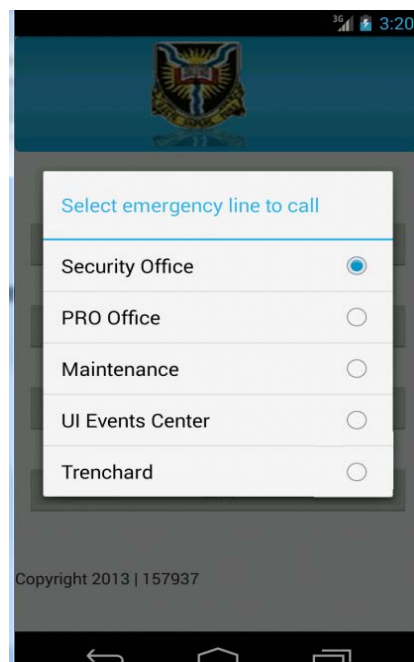 3G 3:20
Select emergency line to call
Security Office
PRO Office
Maintenance
UI Events Center
Trenchard
Copyright 2013 | 157937